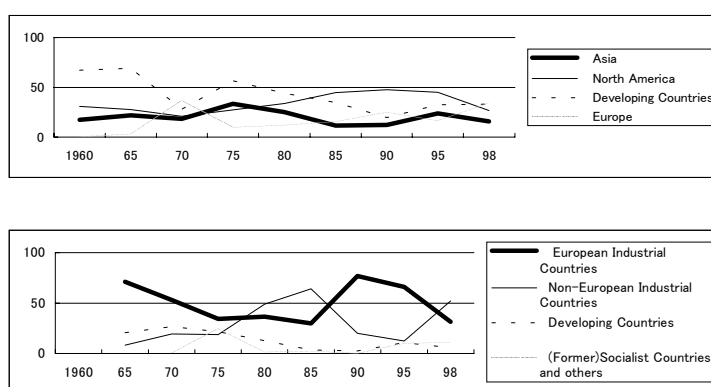 100
50
0
1960 65 70 75 80 85 90 95 98
Asia
North America
Developing Countries
Europe
100
50
0
1960 65 70 75 80 85 90 95 98
European Industrial
Countries
Non-European Industrial
Countries
Developing Countries
(Former)Socialist Countries
and others